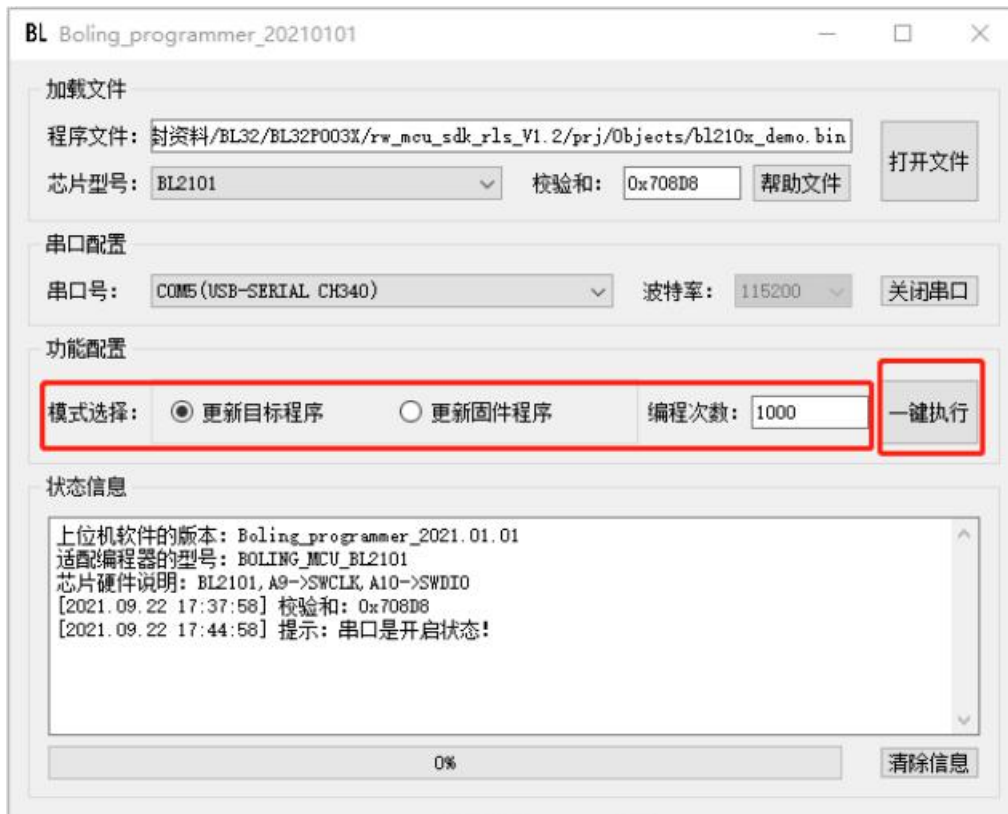 BL Boling_programmer_20210101
加载文件
程序文件: 封资料/BL32/BL32P003X/rw_mcu_sdk_rls_V1.2/prj/Objects/bl210x_demo.bin
打开文件
芯片型号: BL2101 校验和: 0x708D8 帮助文件
串口配置
串口号: COM5(USB-SERIAL CH340) 波特率: 115200 关闭串口
功能配置
模式选择: 更新目标程序 更新固件程序 编程次数: 1000 一键执行
状态信息
上位机软件的版本: Boling_programmer_2021.01.01
适配编程器的型号: BOLING_MCU_BL2101
芯片硬件说明: BL2101,A9->SWCLK,A10->SWDIO
[2021.09.22 17:37:58] 校验和: 0x708D8
[2021.09.22 17:44:58] 提示: 串口是开启状态!
0% 清除信息